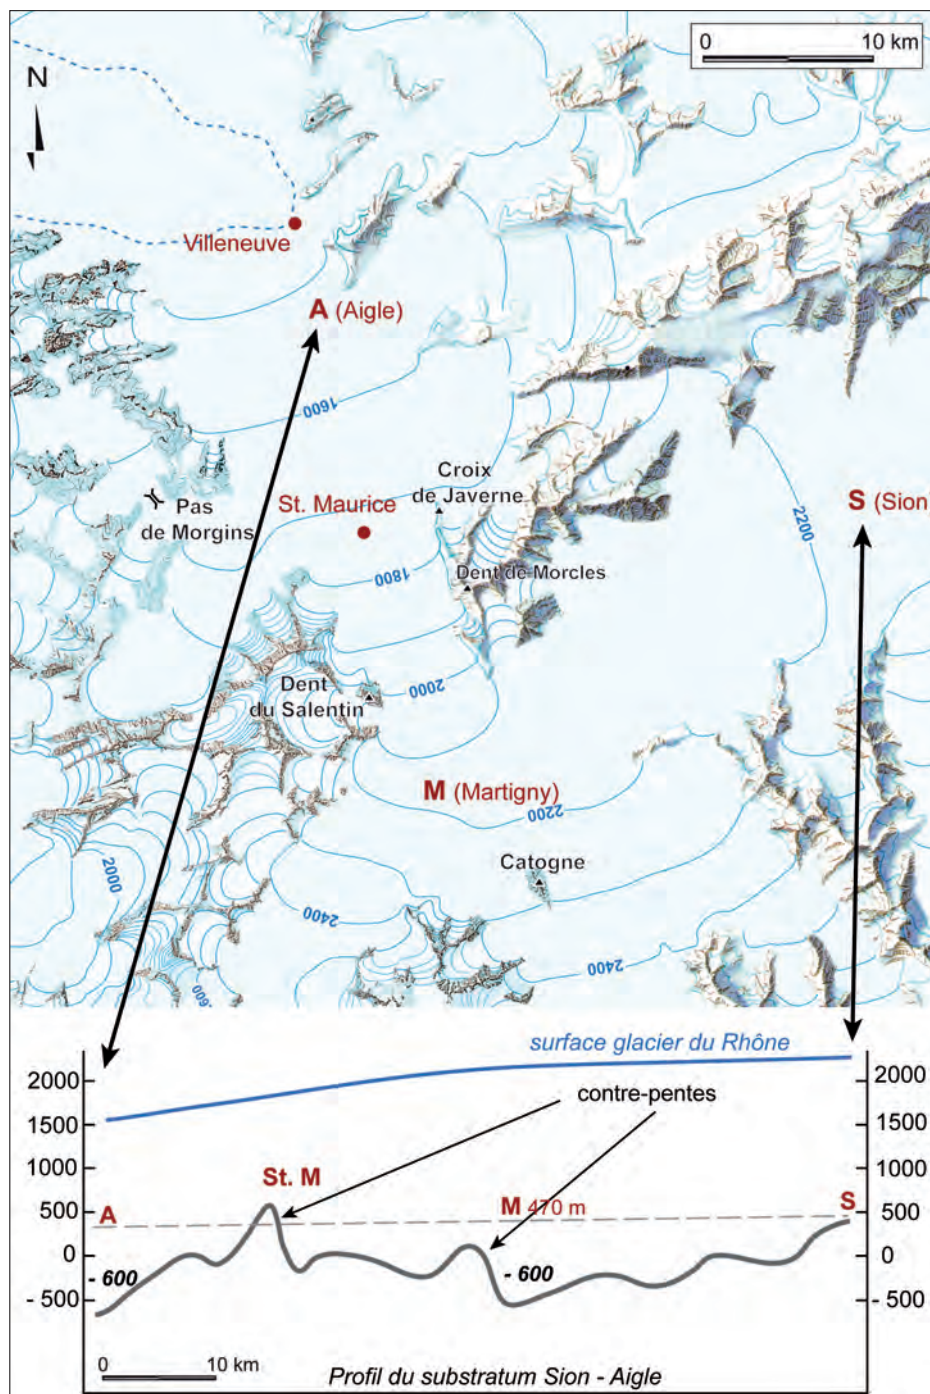 0 10 km
N
Villeneuve
A (Aigle)
1600
Croix
de Javerne
Pas
de Morgins
St. Maurice
S (Sion)
2200
1800
Dent de Morcles
Dent
du Salentin
2000
M (Martigny)
2200
Catogne
2000
2400
2400
1600
surface glacier du Rhône
2000 2000
contre-pentes
1500 1500
1000 1000
St. M
A M 470 m S
500 500
0 0
- 600 - 600
- 500 - 500
0 10 km
Profil du substratum Sion - Aigle